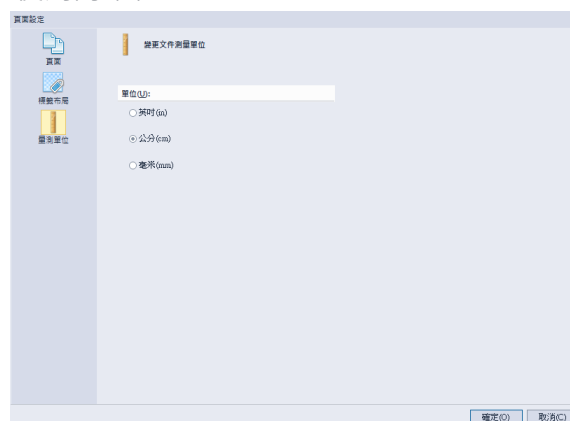 頁面設定
頁面
標籤布局
量測單位
變更文件測量單位
單位(U):
英吋(in)
公分(cm)
毫米(mm)
確定(O)
取消(C)